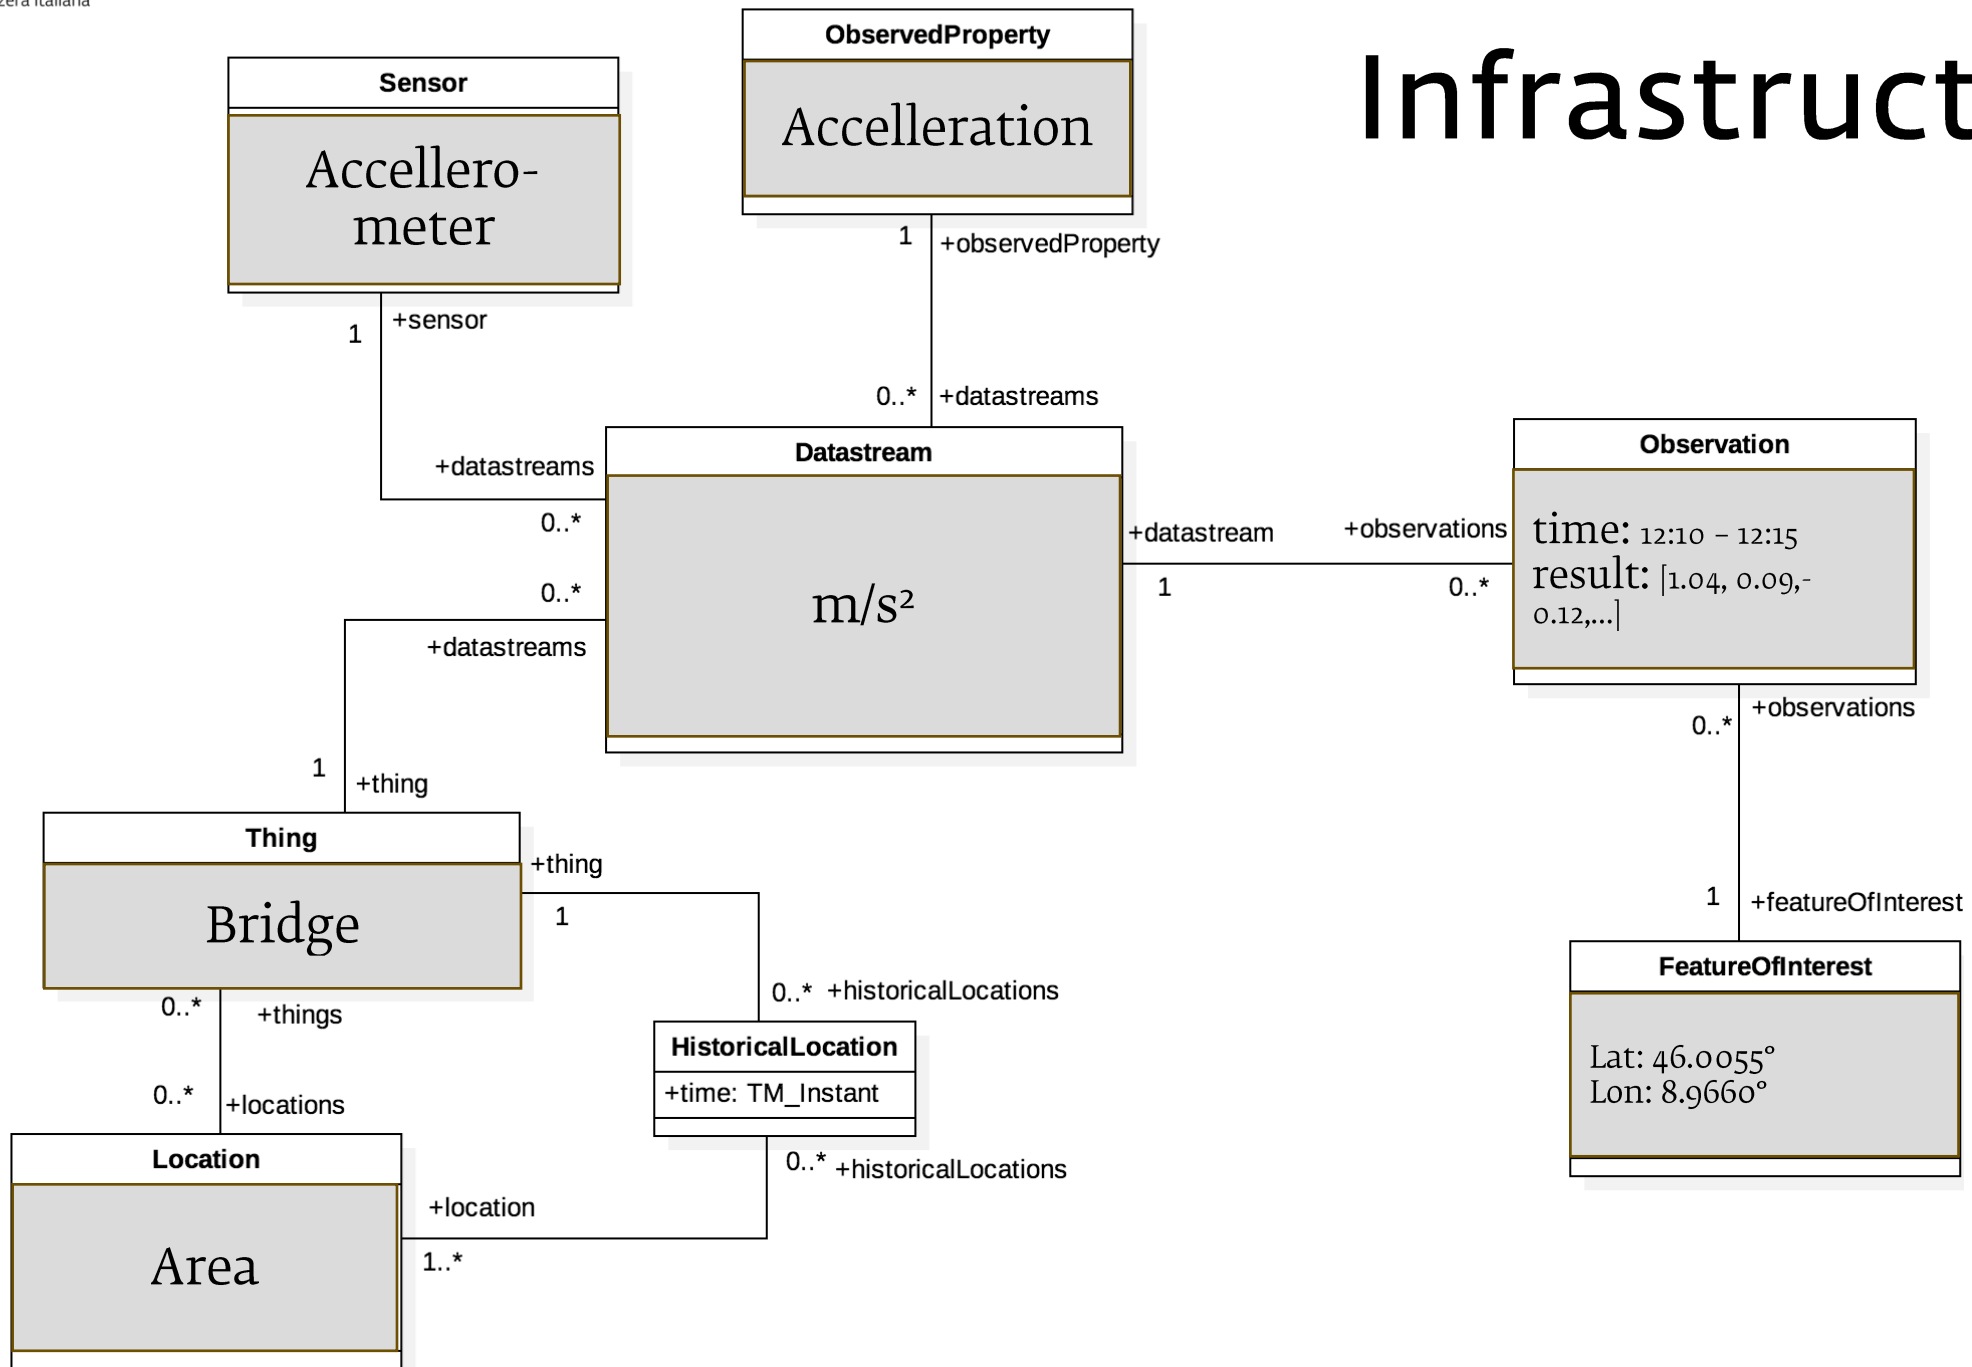 Italiana
Infrastruct
ObservedProperty
Accelleration
1
+observedProperty
Sensor
Accellero-
meter
1
+sensor
0..*
+datastreams
+datastreams
0..*
Datastream
m/s²
+datastream
1
+observations
0..*
Observation
time: 12:10 – 12:15
result: [1.04, 0.09,-
0.12,...]
0..*
+datastreams
1
+thing
0..*
+observations
1
+featureOfInterest
Thing
Bridge
+thing
1
0..*
+things
0..*
+historicalLocations
HistoricalLocation
+time: TM_Instant
0..*
+historicalLocations
FeatureOfInterest
Lat: 46.0055°
Lon: 8.9660°
0..*
+locations
Location
Area
+location
1..*